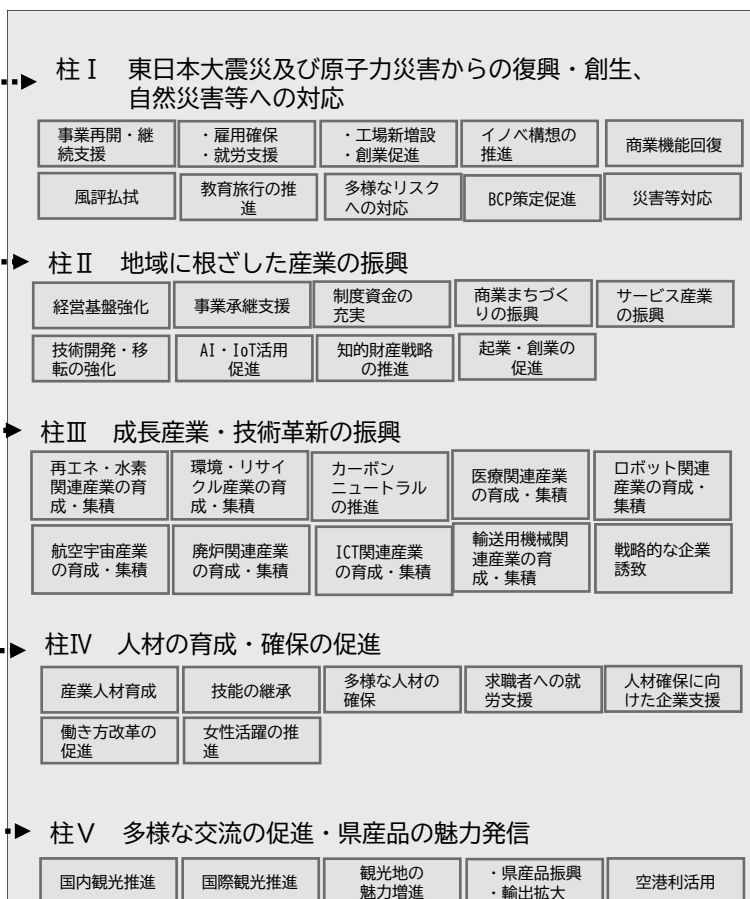 柱Ⅰ 東日本大震災及び原子力災害からの復興・創生、
自然災害等への対応
事業再開・継
続支援
・雇用確保
・就労支援
・工場新増設
・創業促進
イノベ構想の
推進
商業機能回復
風評払拭
教育旅行の推
進
多様なリスク
への対応
BCP策定促進
災害等対応
柱Ⅱ 地域に根ざした産業の振興
経営基盤強化
事業承継支援
制度資金の
充実
商業まちづく
りの振興
サービス産業
の振興
技術開発・移
転の強化
AI・IoT活用
促進
知的財産戦略
の推進
起業・創業の
促進
柱Ⅲ 成長産業・技術革新の振興
再エネ・水素
関連産業の育
成・集積
環境・リサイ
クル産業の育
成・集積
カーボン
ニュートラル
の推進
医療関連産業
の育成・集積
ロボット関連
産業の育成・
集積
航空宇宙産業
の育成・集積
廃炉関連産業
の育成・集積
ICT関連産業
の育成・集積
輸送用機械関
連産業の育
成・集積
戦略的な企業
誘致
柱Ⅳ 人材の育成・確保の促進
産業人材育成
技能の継承
多様な人材の
確保
求職者への就
労支援
人材確保に向
けた企業支援
働き方改革の
促進
女性活躍の推
進
柱Ⅴ 多様な交流の促進・県産品の魅力発信
国内観光推進
国際観光推進
観光地の
魅力増進
・県産品振興
・輸出拡大
空港利活用